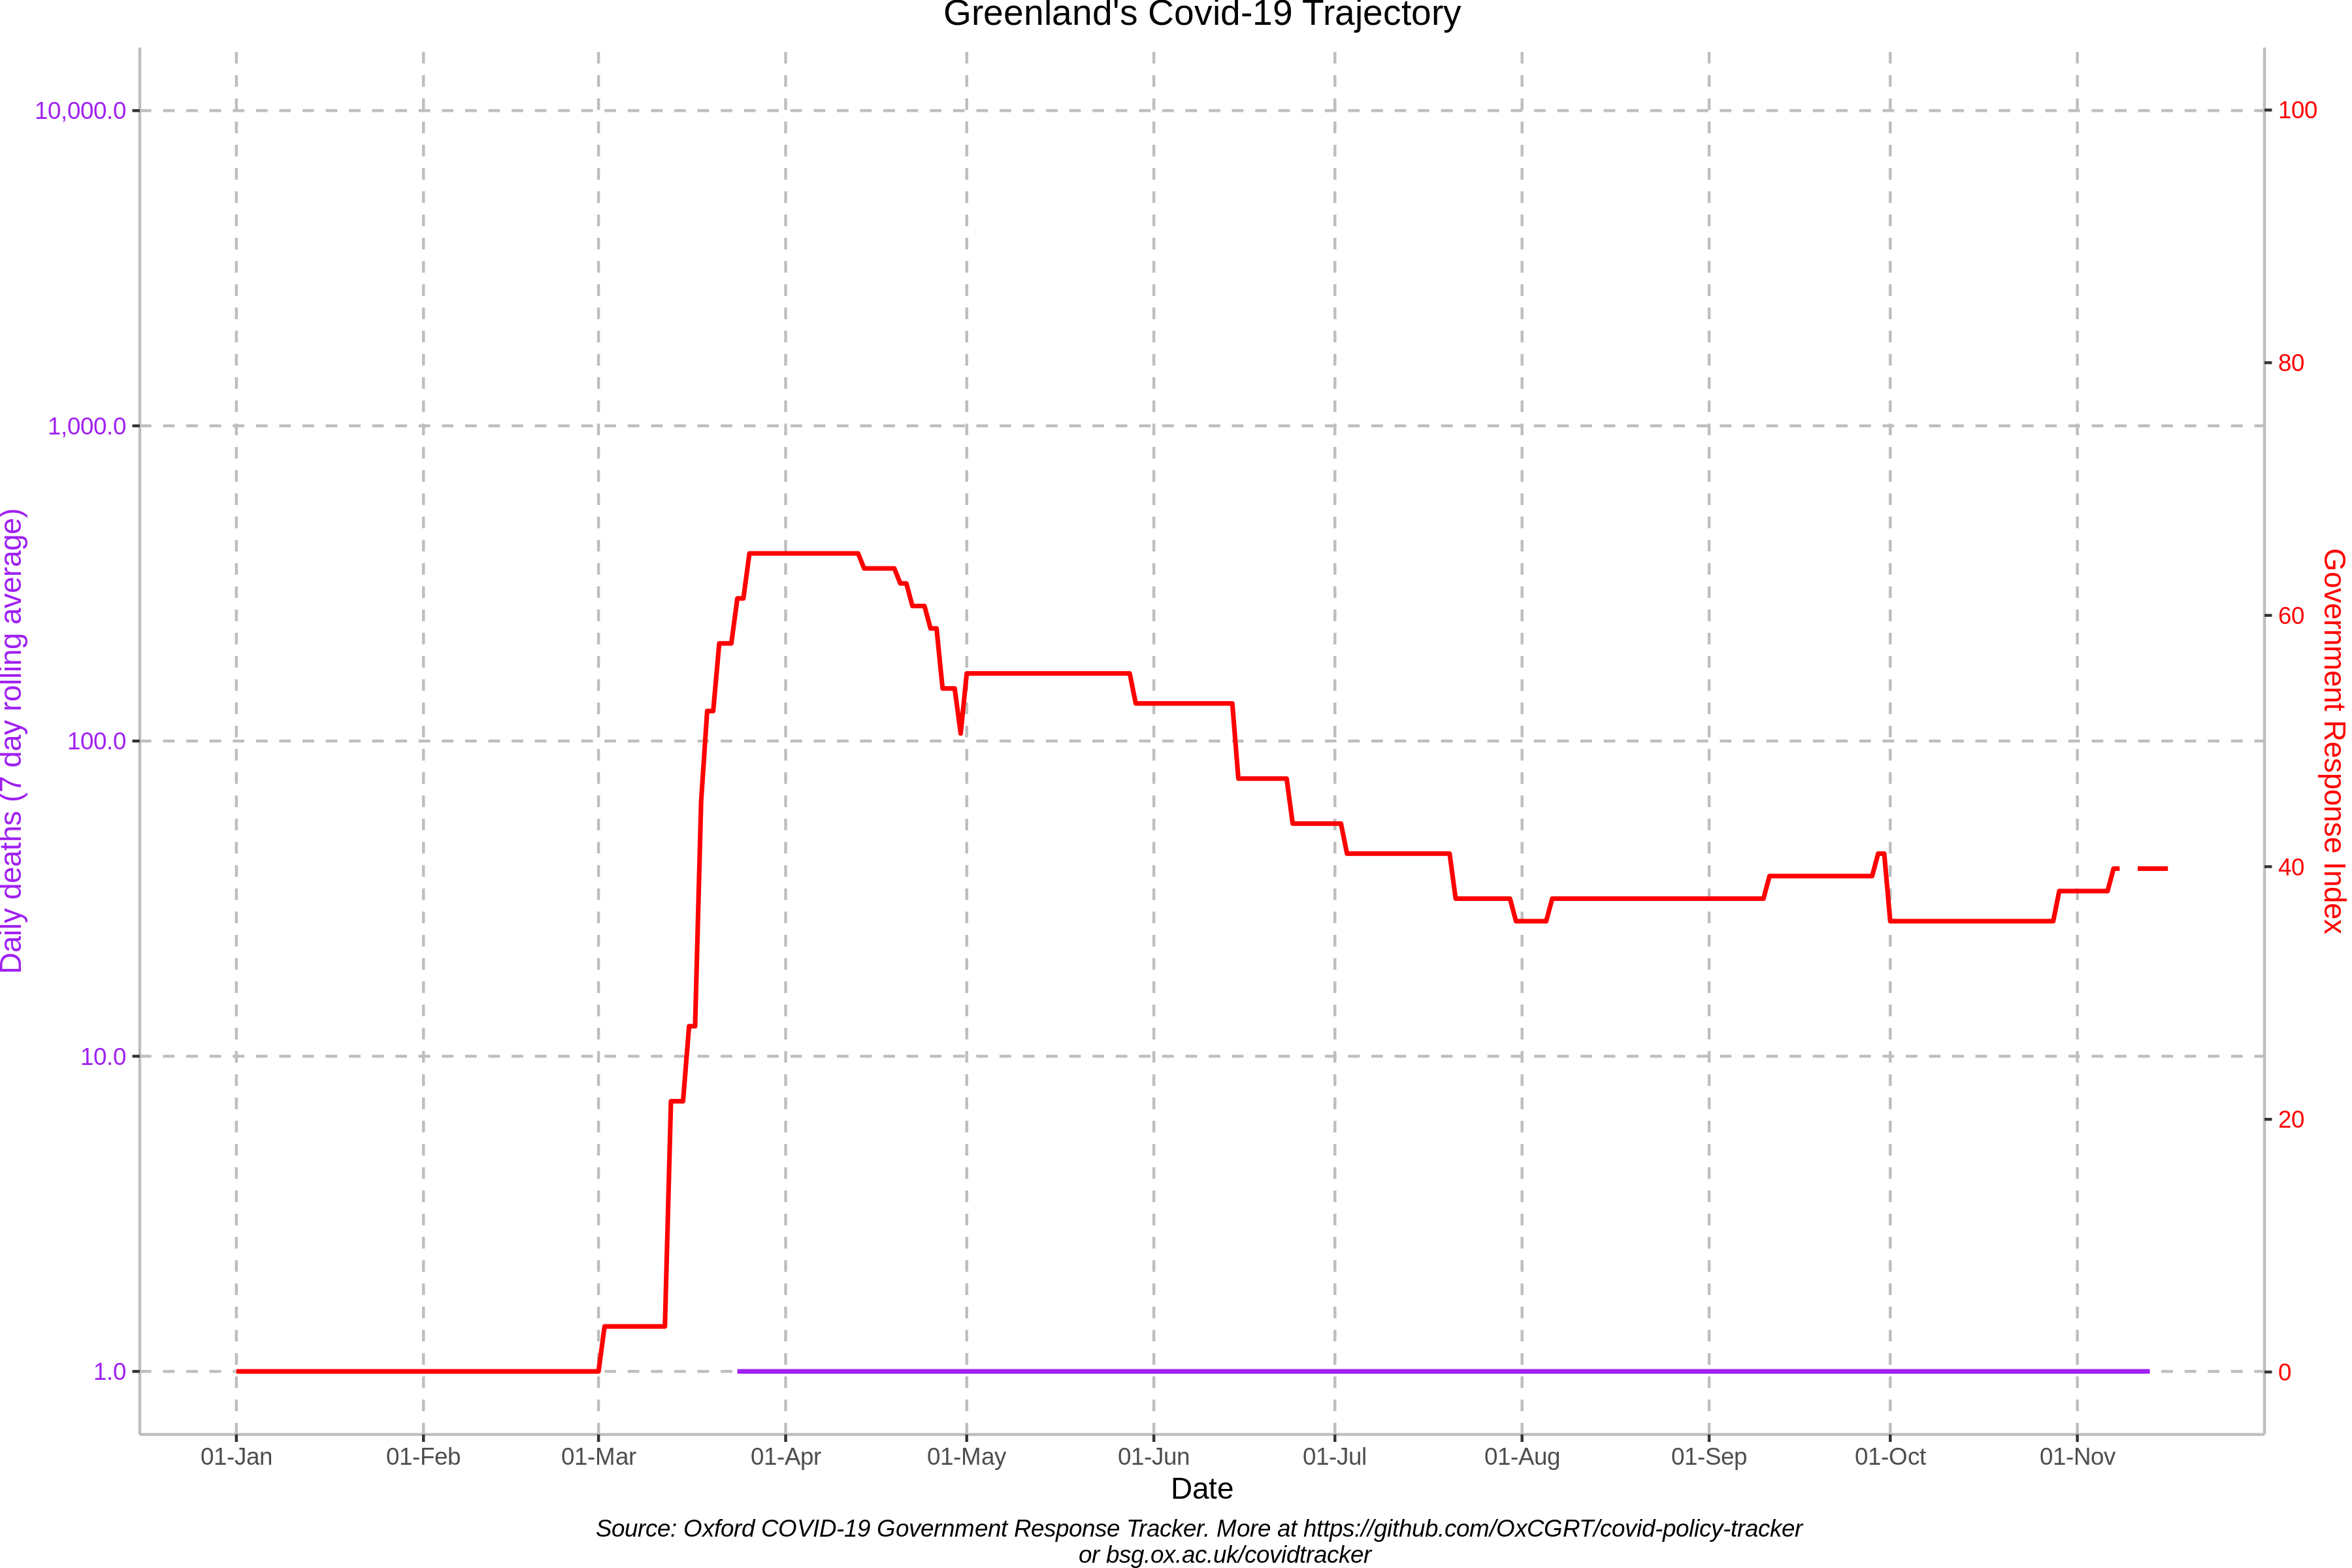 Greenland's Covid-19 Trajectory
10,000.0
1,000.0
100.0
10.0
1.0
Daily deaths (7 day rolling average)
100
80
60
40
20
0
Government Response Index
01-Jan
01-Feb
01-Mar
01-Apr
01-May
01-Jun
01-Jul
01-Aug
01-Sep
01-Oct
01-Nov
Date
Source: Oxford COVID-19 Government Response Tracker. More at https://github.com/OxCGRT/covid-policy-tracker
or bsg.ox.ac.uk/covidtracker